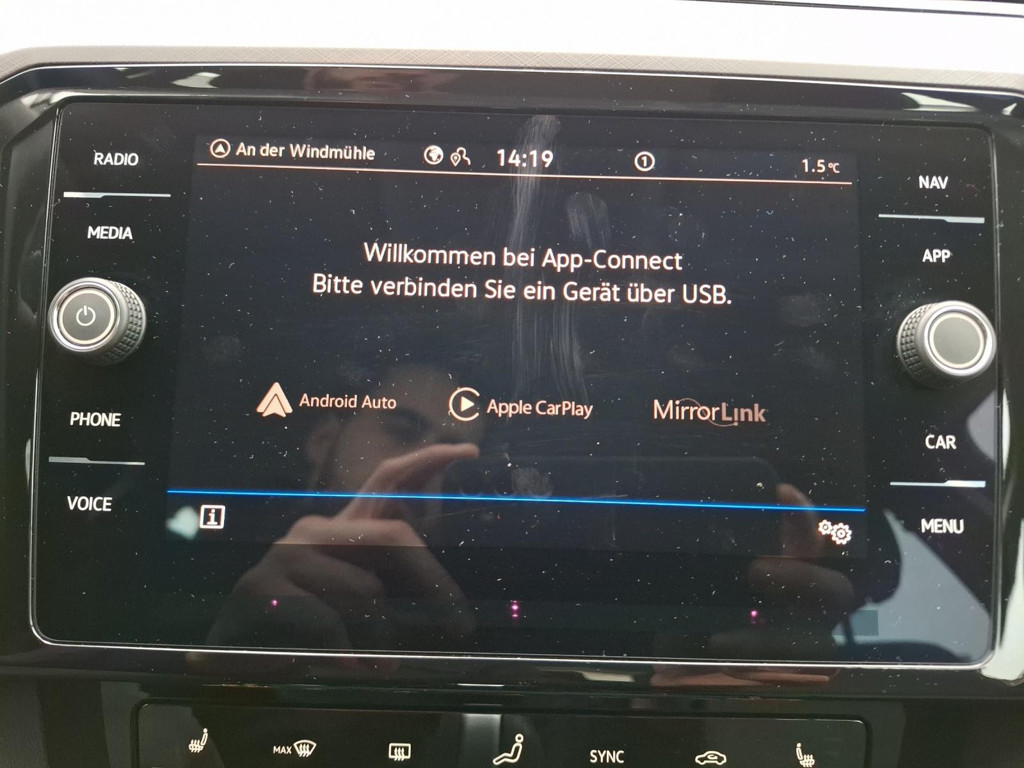 An der Windmühle 14:19 1 1.5°C
RADIO
NAV
MEDIA
APP
Willkommen bei App-Connect
Bitte verbinden Sie ein Gerät über USB.
Android Auto Apple CarPlay MirrorLink
PHONE
CAR
VOICE
MENU
MAX SYNC